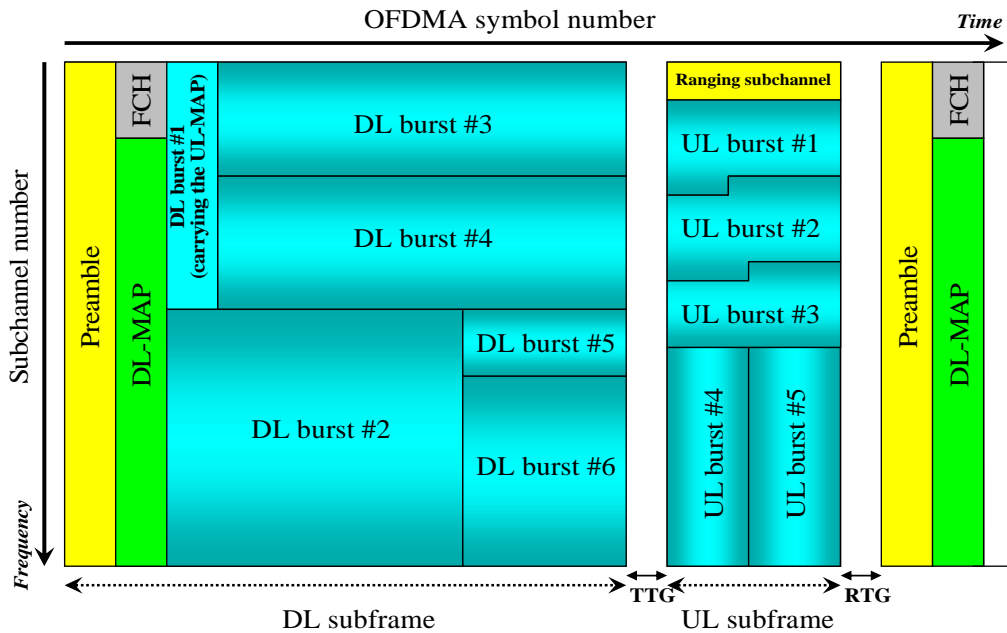 OFDMA symbol number
Time
Subchannel number
Frequency
Preamble
FCH
DL-MAP
DL burst #1
(carrying the UL-MAP)
DL burst #3
DL burst #4
DL burst #2
DL burst #5
DL burst #6
Ranging subchannel
UL burst #1
UL burst #2
UL burst #3
UL burst #4
UL burst #5
Preamble
FCH
DL-MAP
DL subframe
TTG
UL subframe
RTG